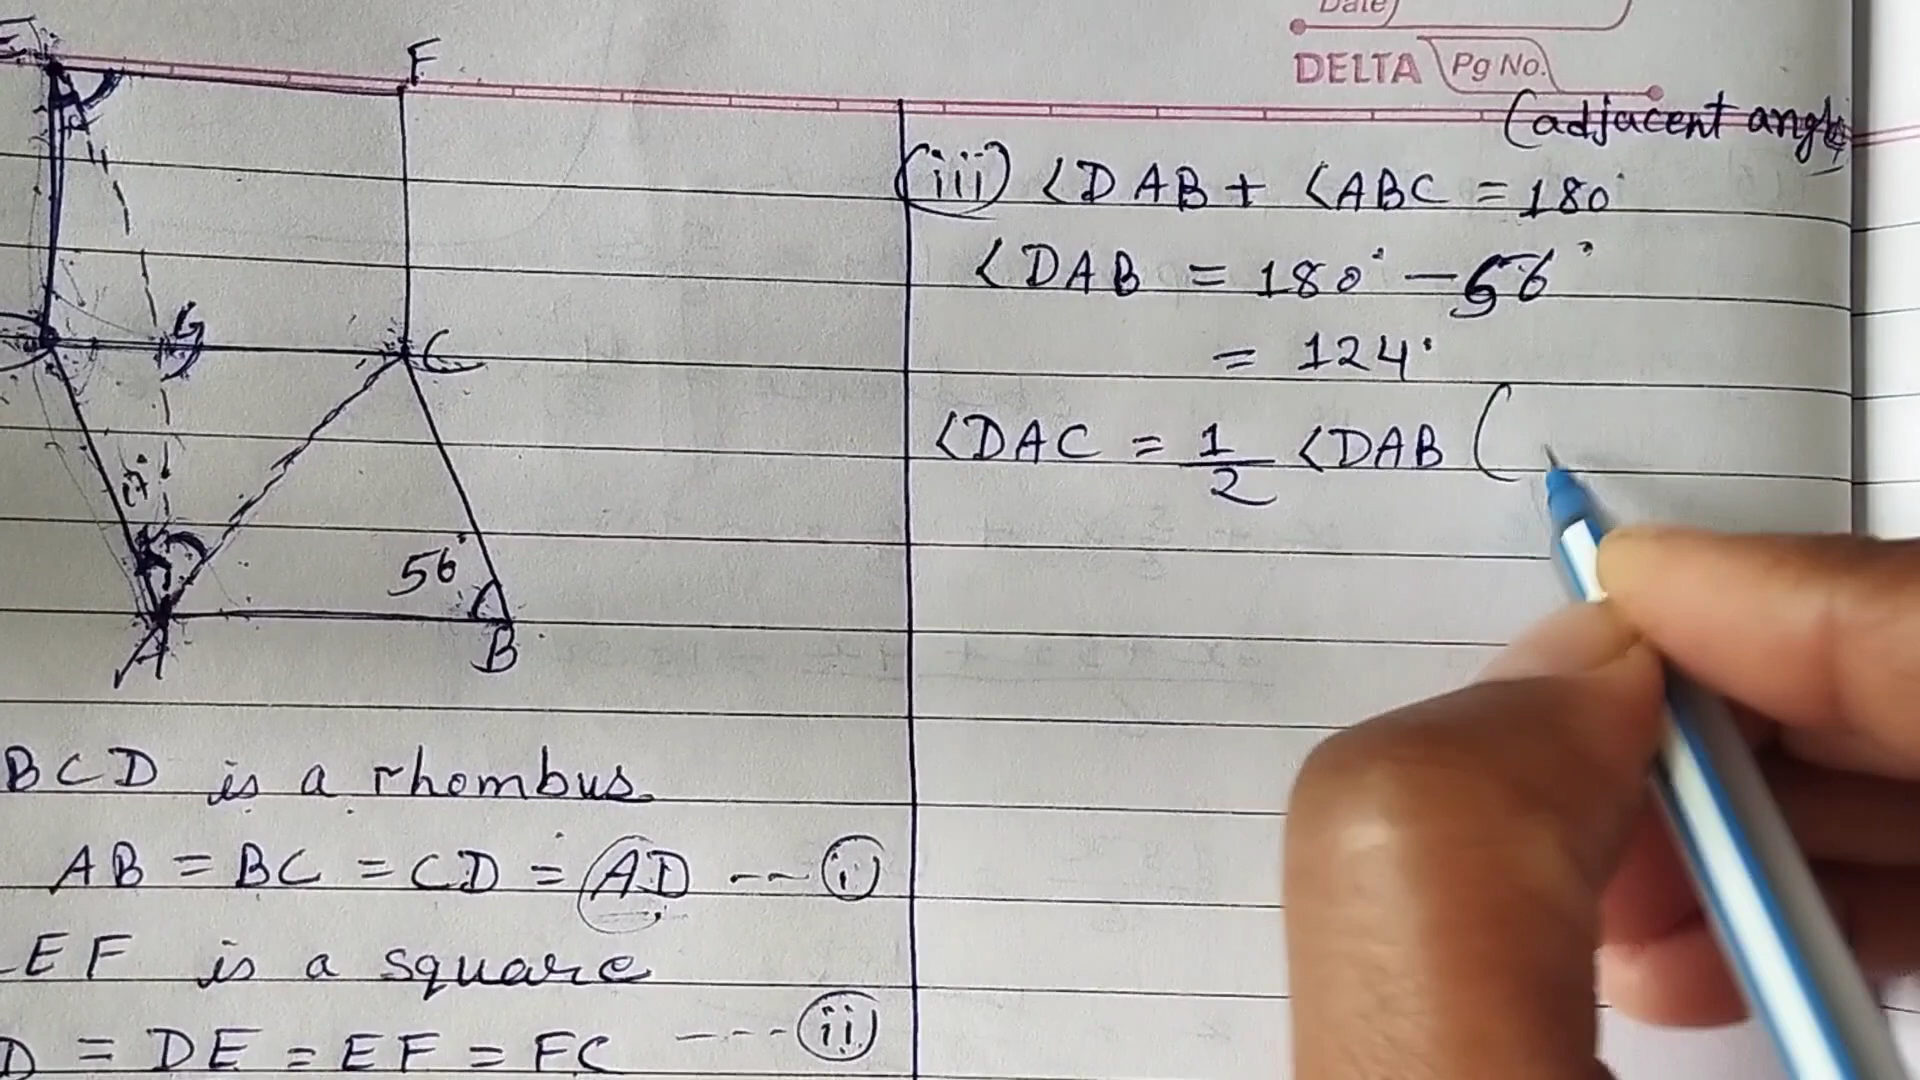 Date
DELTA Pg No.
F
(adjacent angle
(iii) <DAB + <ABC = 180°
<DAB = 180° - 56°
G
C
= 124°
<DAC = 1/2 <DAB (
17°
56°
A
B
BCD is a rhombus
AB = BC = CD = AD --- (i)
EF is a square
D = DE = EF = FC ---- (ii)